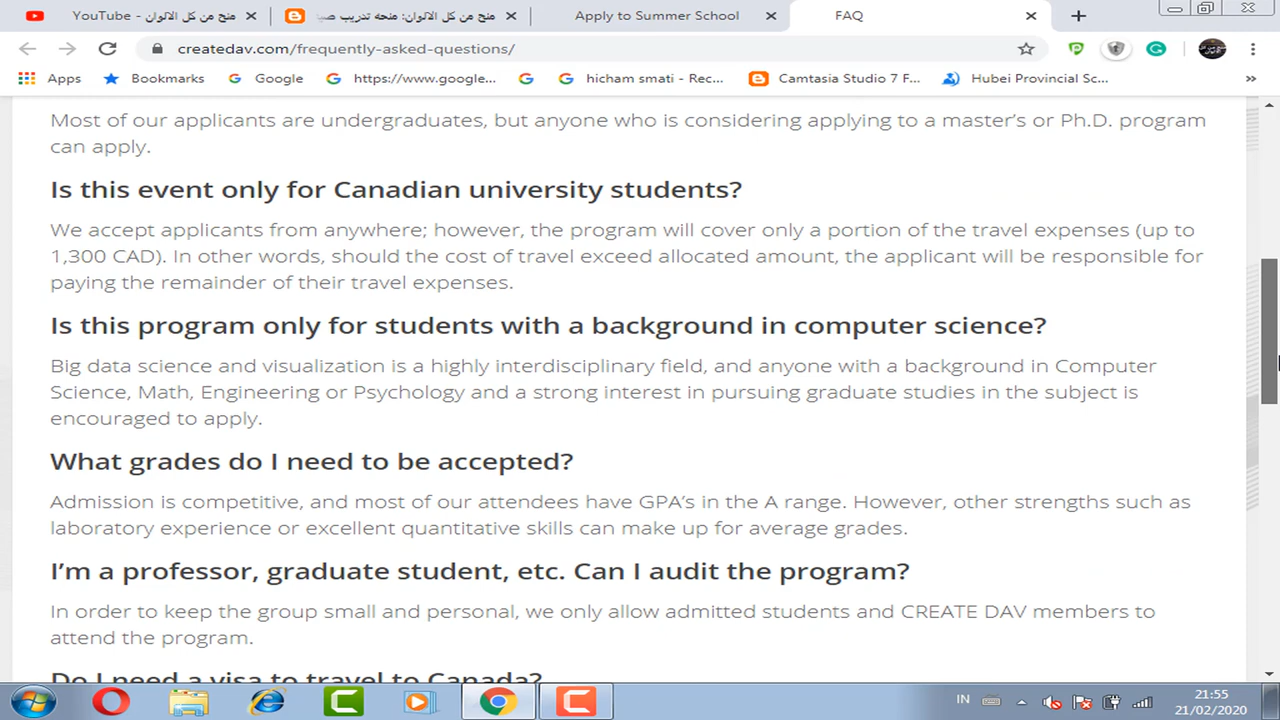 YouTube - منح من كل الالوان
منح من كل الالوان: منحه تدريب صي
Apply to Summer School
FAQ
createdav.com/frequently-asked-questions/
Apps
Bookmarks
Google
https://www.google...
hicham smati - Rec...
Camtasia Studio 7 F...
Hubei Provincial Sc...
Most of our applicants are undergraduates, but anyone who is considering applying to a master's or Ph.D. program
can apply.
Is this event only for Canadian university students?
We accept applicants from anywhere; however, the program will cover only a portion of the travel expenses (up to
1,300 CAD). In other words, should the cost of travel exceed allocated amount, the applicant will be responsible for
paying the remainder of their travel expenses.
Is this program only for students with a background in computer science?
Big data science and visualization is a highly interdisciplinary field, and anyone with a background in Computer
Science, Math, Engineering or Psychology and a strong interest in pursuing graduate studies in the subject is
encouraged to apply.
What grades do I need to be accepted?
Admission is competitive, and most of our attendees have GPA's in the A range. However, other strengths such as
laboratory experience or excellent quantitative skills can make up for average grades.
I'm a professor, graduate student, etc. Can I audit the program?
In order to keep the group small and personal, we only allow admitted students and CREATE DAV members to
attend the program.
Do I need a visa to travel to Canada?
IN
21:55
21/02/2020